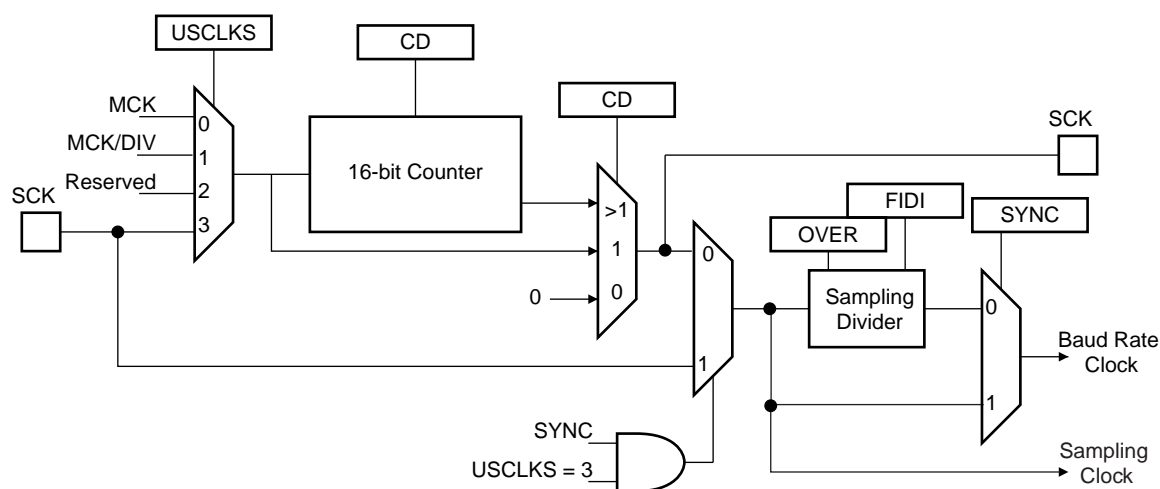 USCLKS
CD
CD
SCK
MCK
0
MCK/DIV
1
16-bit Counter
Reserved
2
SCK
3
>1
FIDI
SYNC
OVER
1
0
0
0
Sampling
Divider
0
Baud Rate
Clock
1
1
SYNC
USCLKS = 3
Sampling
Clock